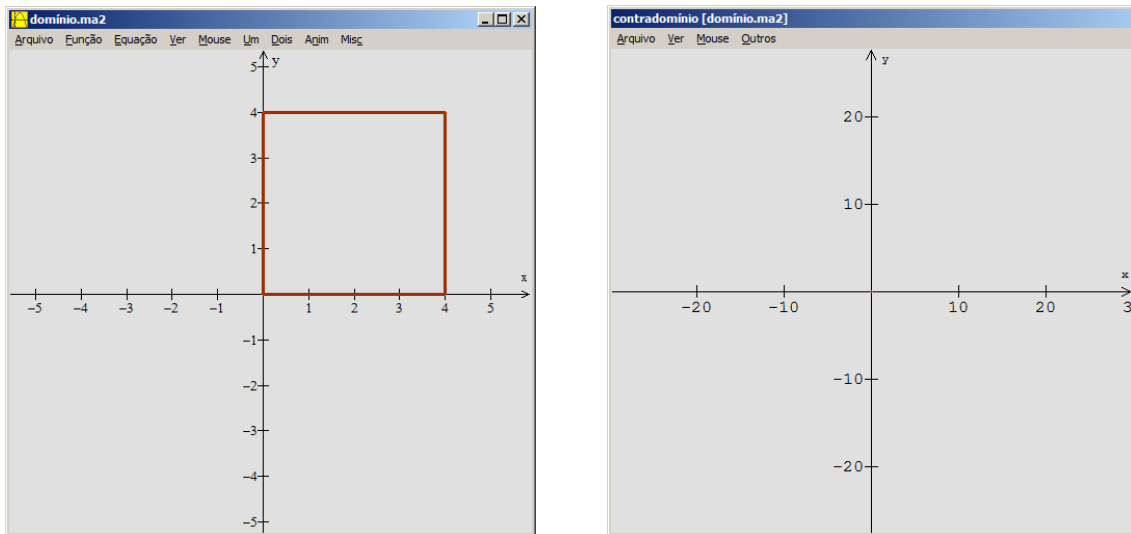 domínio.ma2
Arquivo Função Equação Ver Mouse Um Dois Anim Misc
y
5
4
3
2
1
x
-5 -4 -3 -2 -1 1 2 3 4 5
-1
-2
-3
-4
-5
contradomínio [domínio.ma2]
Arquivo Ver Mouse Outros
y
20
10
x
-20 -10 10 20 3
-10
-20